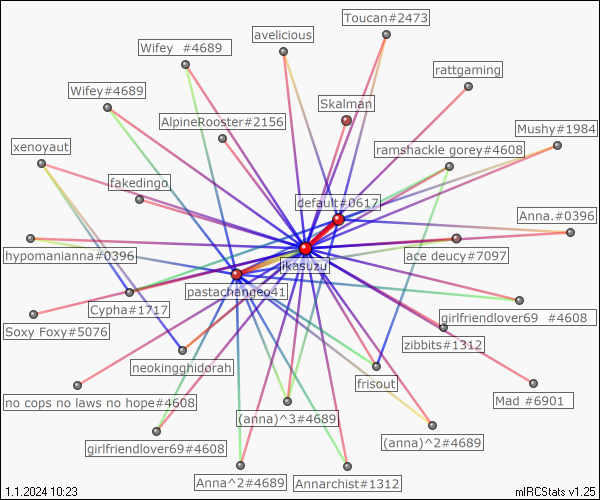 Toucan#2473
avelicious
Wifey  #4689
rattgaming
Wifey#4689
Skalman
AlpineRooster#2156
Mushy#1984
xenoyaut
ramshackle gorey#4608
fakedingo
default#0617
Anna.#0396
hypomanianna#0396
ace deucy#7097
jkasuzu
pastachangeo41
Cypha#1717
girlfriendlover69  #4608
Soxy Foxy#5076
zibbits#1312
neokingghidorah
frisout
no cops no laws no hope#4608
Mad #6901
(anna)^3#4689
(anna)^2#4689
girlfriendlover69#4608
Anna^2#4689
Annarchist#1312
1.1.2024 10:23
mIRCStats v1.25